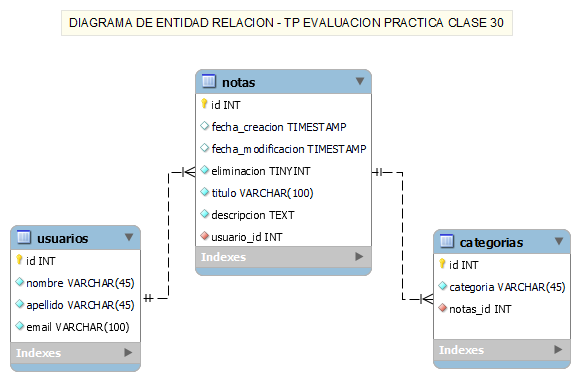 DIAGRAMA DE ENTIDAD RELACION - TP EVALUACION PRACTICA CLASE 30
notas
id INT
fecha_creacion TIMESTAMP
fecha_modificacion TIMESTAMP
eliminacion TINYINT
titulo VARCHAR(100)
descripcion TEXT
usuario_id INT
Indexes
usuarios
id INT
nombre VARCHAR(45)
apellido VARCHAR(45)
email VARCHAR(100)
Indexes
categorias
id INT
categoria VARCHAR(45)
notas_id INT
Indexes